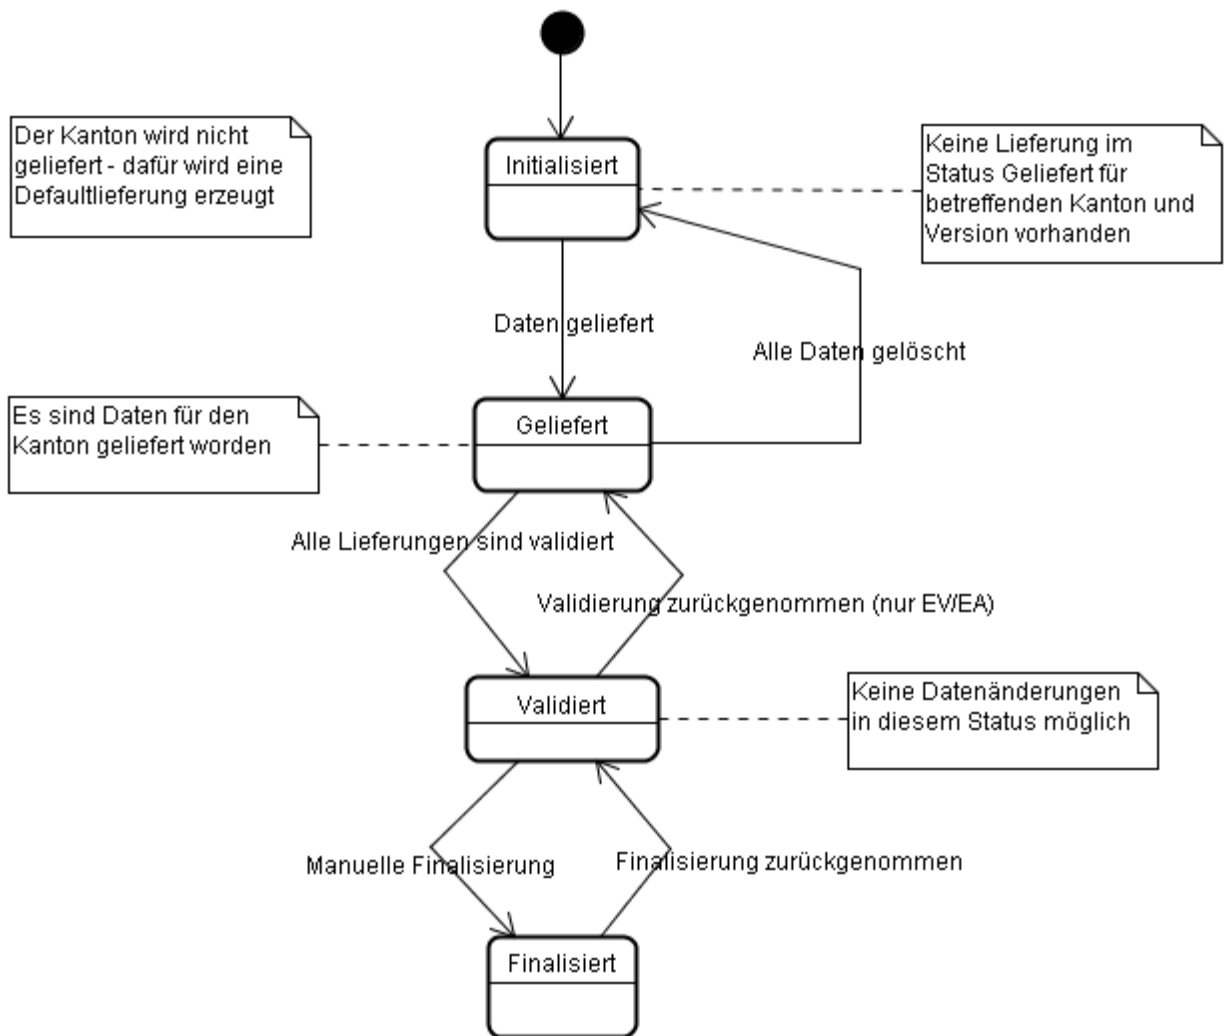 Der Kanton wird nicht
geliefert - dafür wird eine
Defaultlieferung erzeugt
Initialisiert
Keine Lieferung im
Status Geliefert für
betreffenden Kanton und
Version vorhanden
Daten geliefert
Alle Daten gelöscht
Es sind Daten für den
Kanton geliefert worden
Geliefert
Alle Lieferungen sind validiert
Validierung zurückgenommen (nur EV/EA)
Validiert
Keine Datenänderungen
in diesem Status möglich
Manuelle Finalisierung
Finalisierung zurückgenommen
Finalisiert